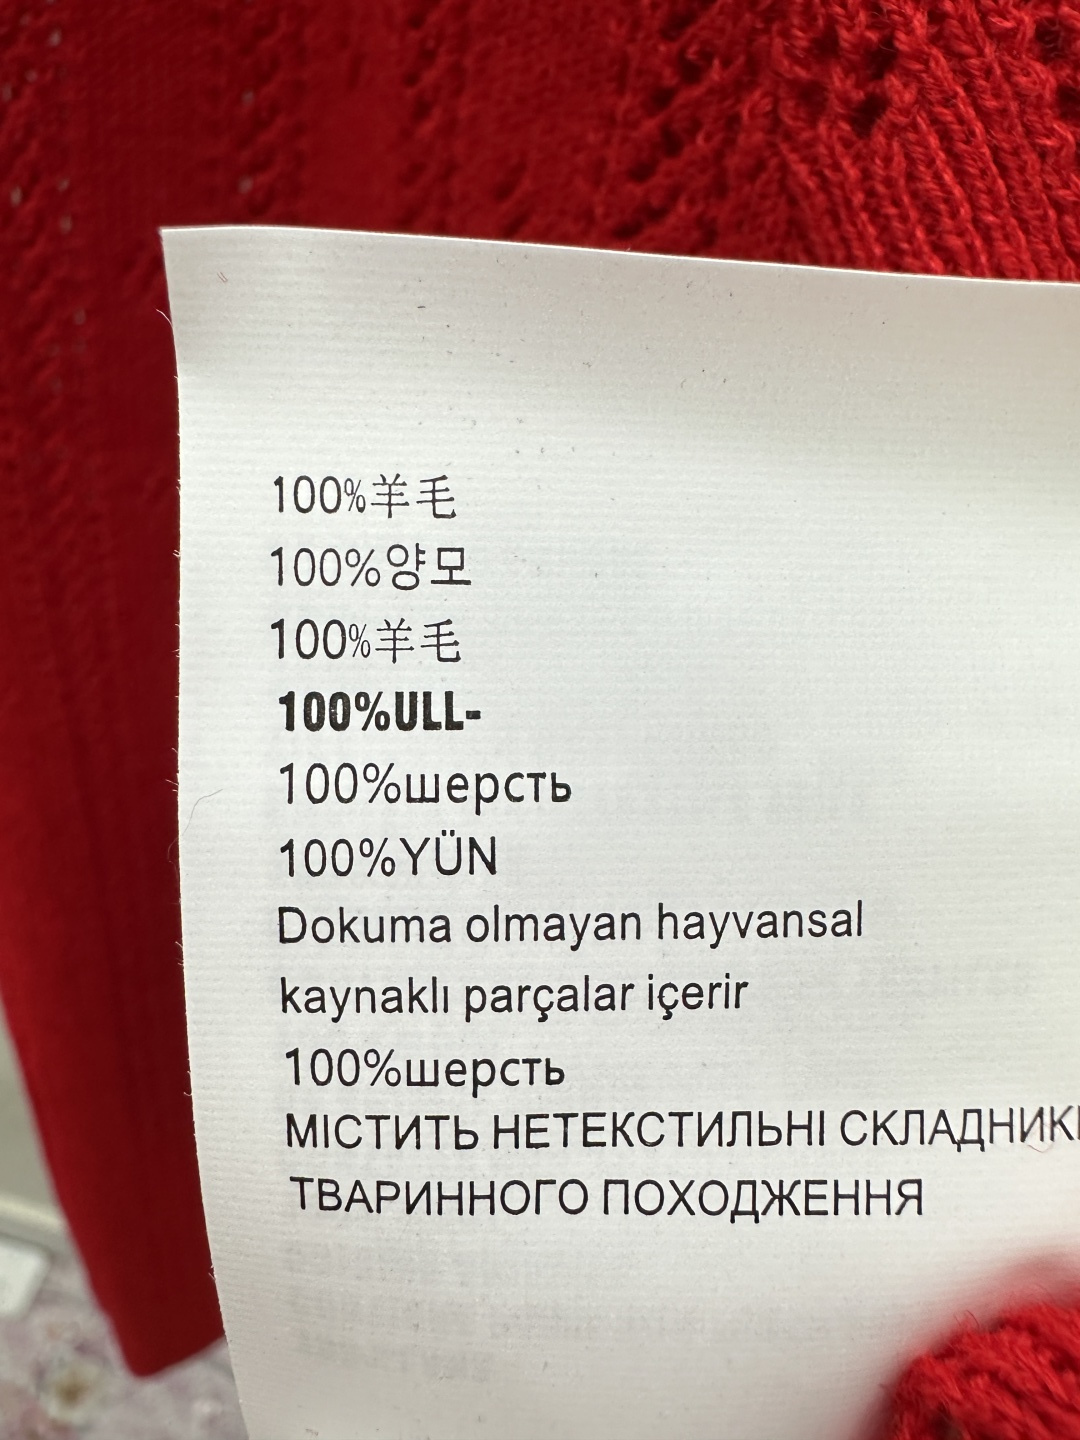 100%羊毛
100%양모
100%羊毛
100%ULL-
100%шерсть
100%YÜN
Dokuma olmayan hayvansal
kaynaklı parçalar içerir
100%шерсть
МІСТИТЬ НЕТЕКСТИЛЬНІ СКЛАДНИКИ
ТВАРИННОГО ПОХОДЖЕННЯ